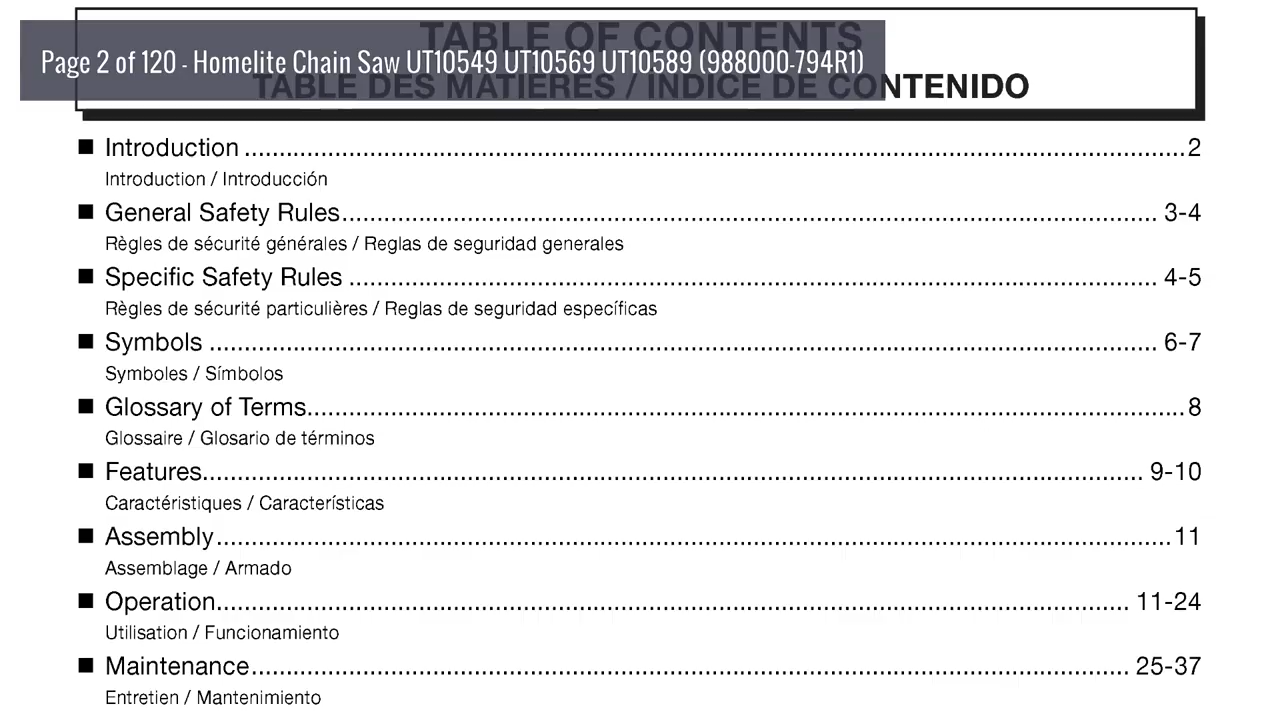 TABLE OF CONTENTS
Page 2 of 120 - Homelite Chain Saw UT10549 UT10569 UT10589 (988000-794R1)
TABLE DES MATIÈRES / ÍNDICE DE CONTENIDO
■ Introduction ........................................................................................................................................2
Introduction / Introducción
■ General Safety Rules..................................................................................................................... 3-4
Règles de sécurité générales / Reglas de seguridad generales
■ Specific Safety Rules .................................................................................................................... 4-5
Règles de sécurité particulières / Reglas de seguridad específicas
■ Symbols ........................................................................................................................................ 6-7
Symboles / Símbolos
■ Glossary of Terms..............................................................................................................................8
Glossaire / Glosario de términos
■ Features....................................................................................................................................... 9-10
Caractéristiques / Características
■ Assembly..........................................................................................................................................11
Assemblage / Armado
■ Operation................................................................................................................................... 11-24
Utilisation / Funcionamiento
■ Maintenance.............................................................................................................................. 25-37
Entretien / Mantenimiento